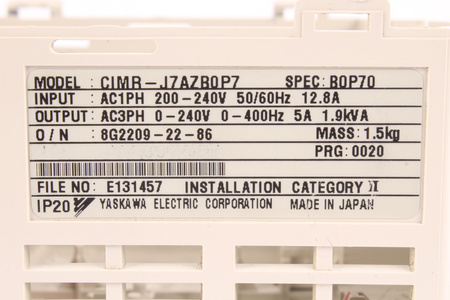 MODEL : CIMR-J7AZB0P7 SPEC: B0P70
INPUT : AC1PH 200-240V 50/60Hz 12.8A
OUTPUT: AC3PH 0-240V 0-400Hz 5A 1.9kVA
O / N : 8G2209-22-86 MASS: 1.5kg
PRG: 0020
FILE NO: E131457 INSTALLATION CATEGORY II
IP20 YASKAWA ELECTRIC CORPORATION MADE IN JAPAN